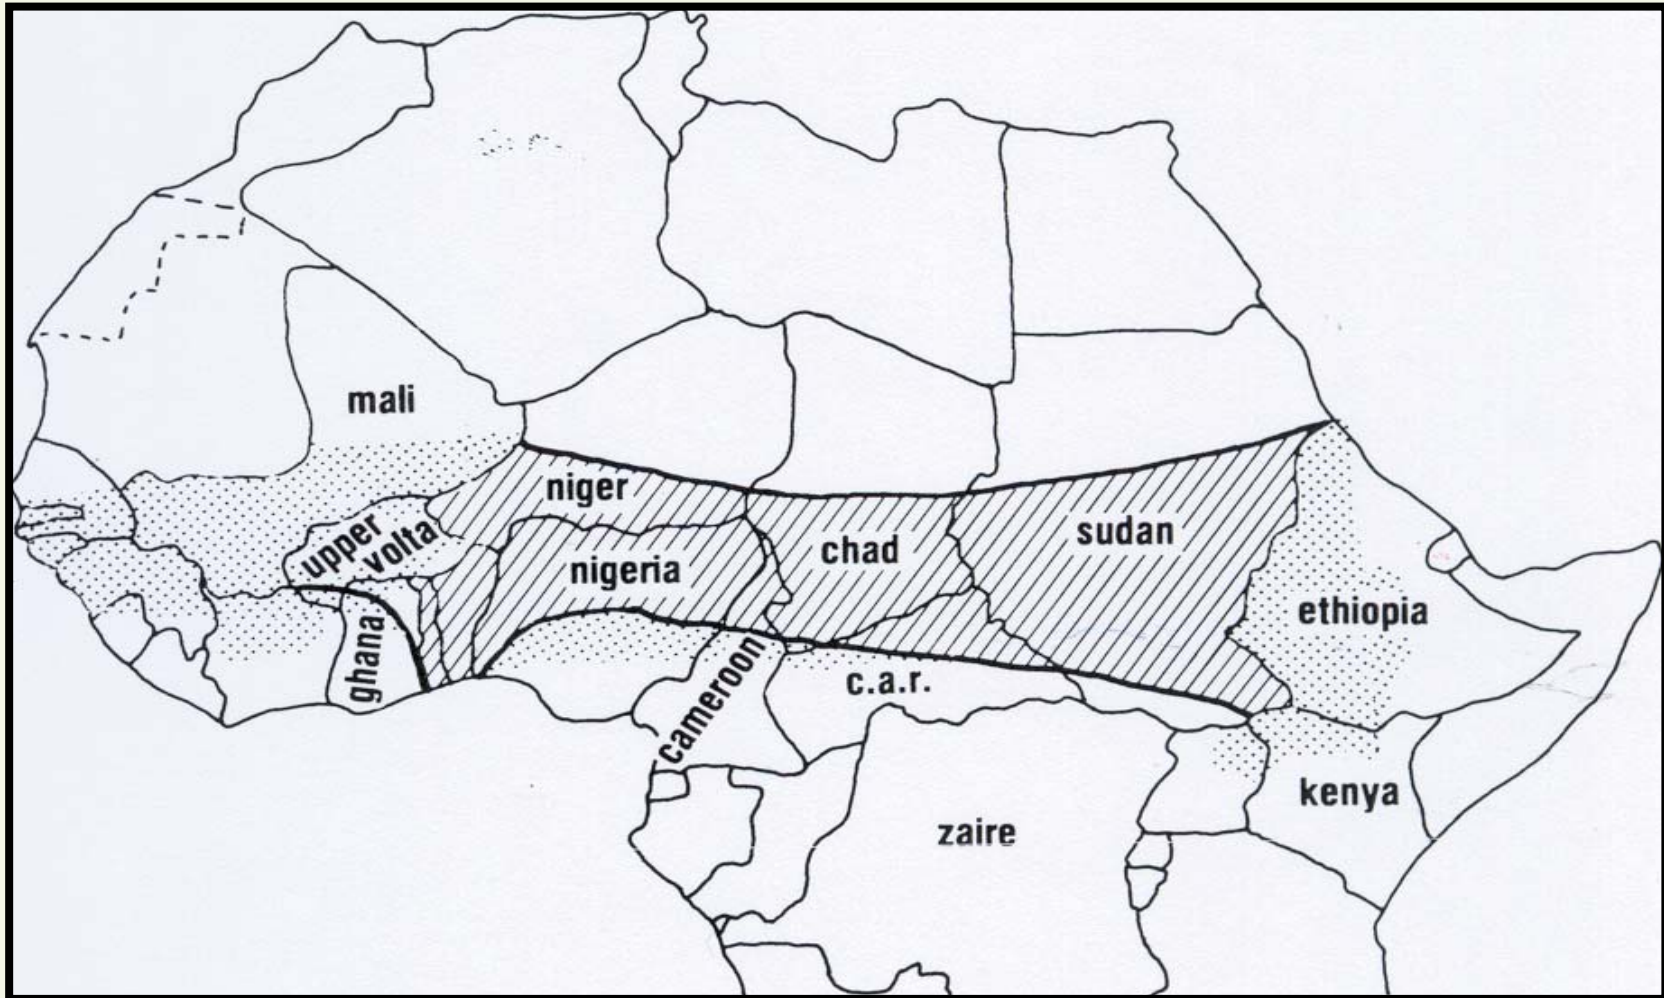 mali
niger
upper
volta
nigeria
chad
sudan
ethiopia
ghana
cameroon
c.a.r.
kenya
zaire